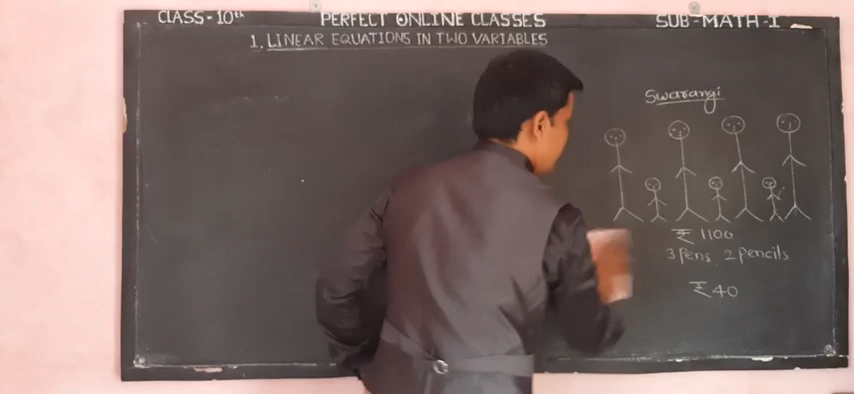 CLASS-10th PERFECT ONLINE CLASSES SUB-MATH-I
1. LINEAR EQUATIONS IN TWO VARIABLES
Swarangi
₹ 1100
3 pens, 2 pencils
₹ 40